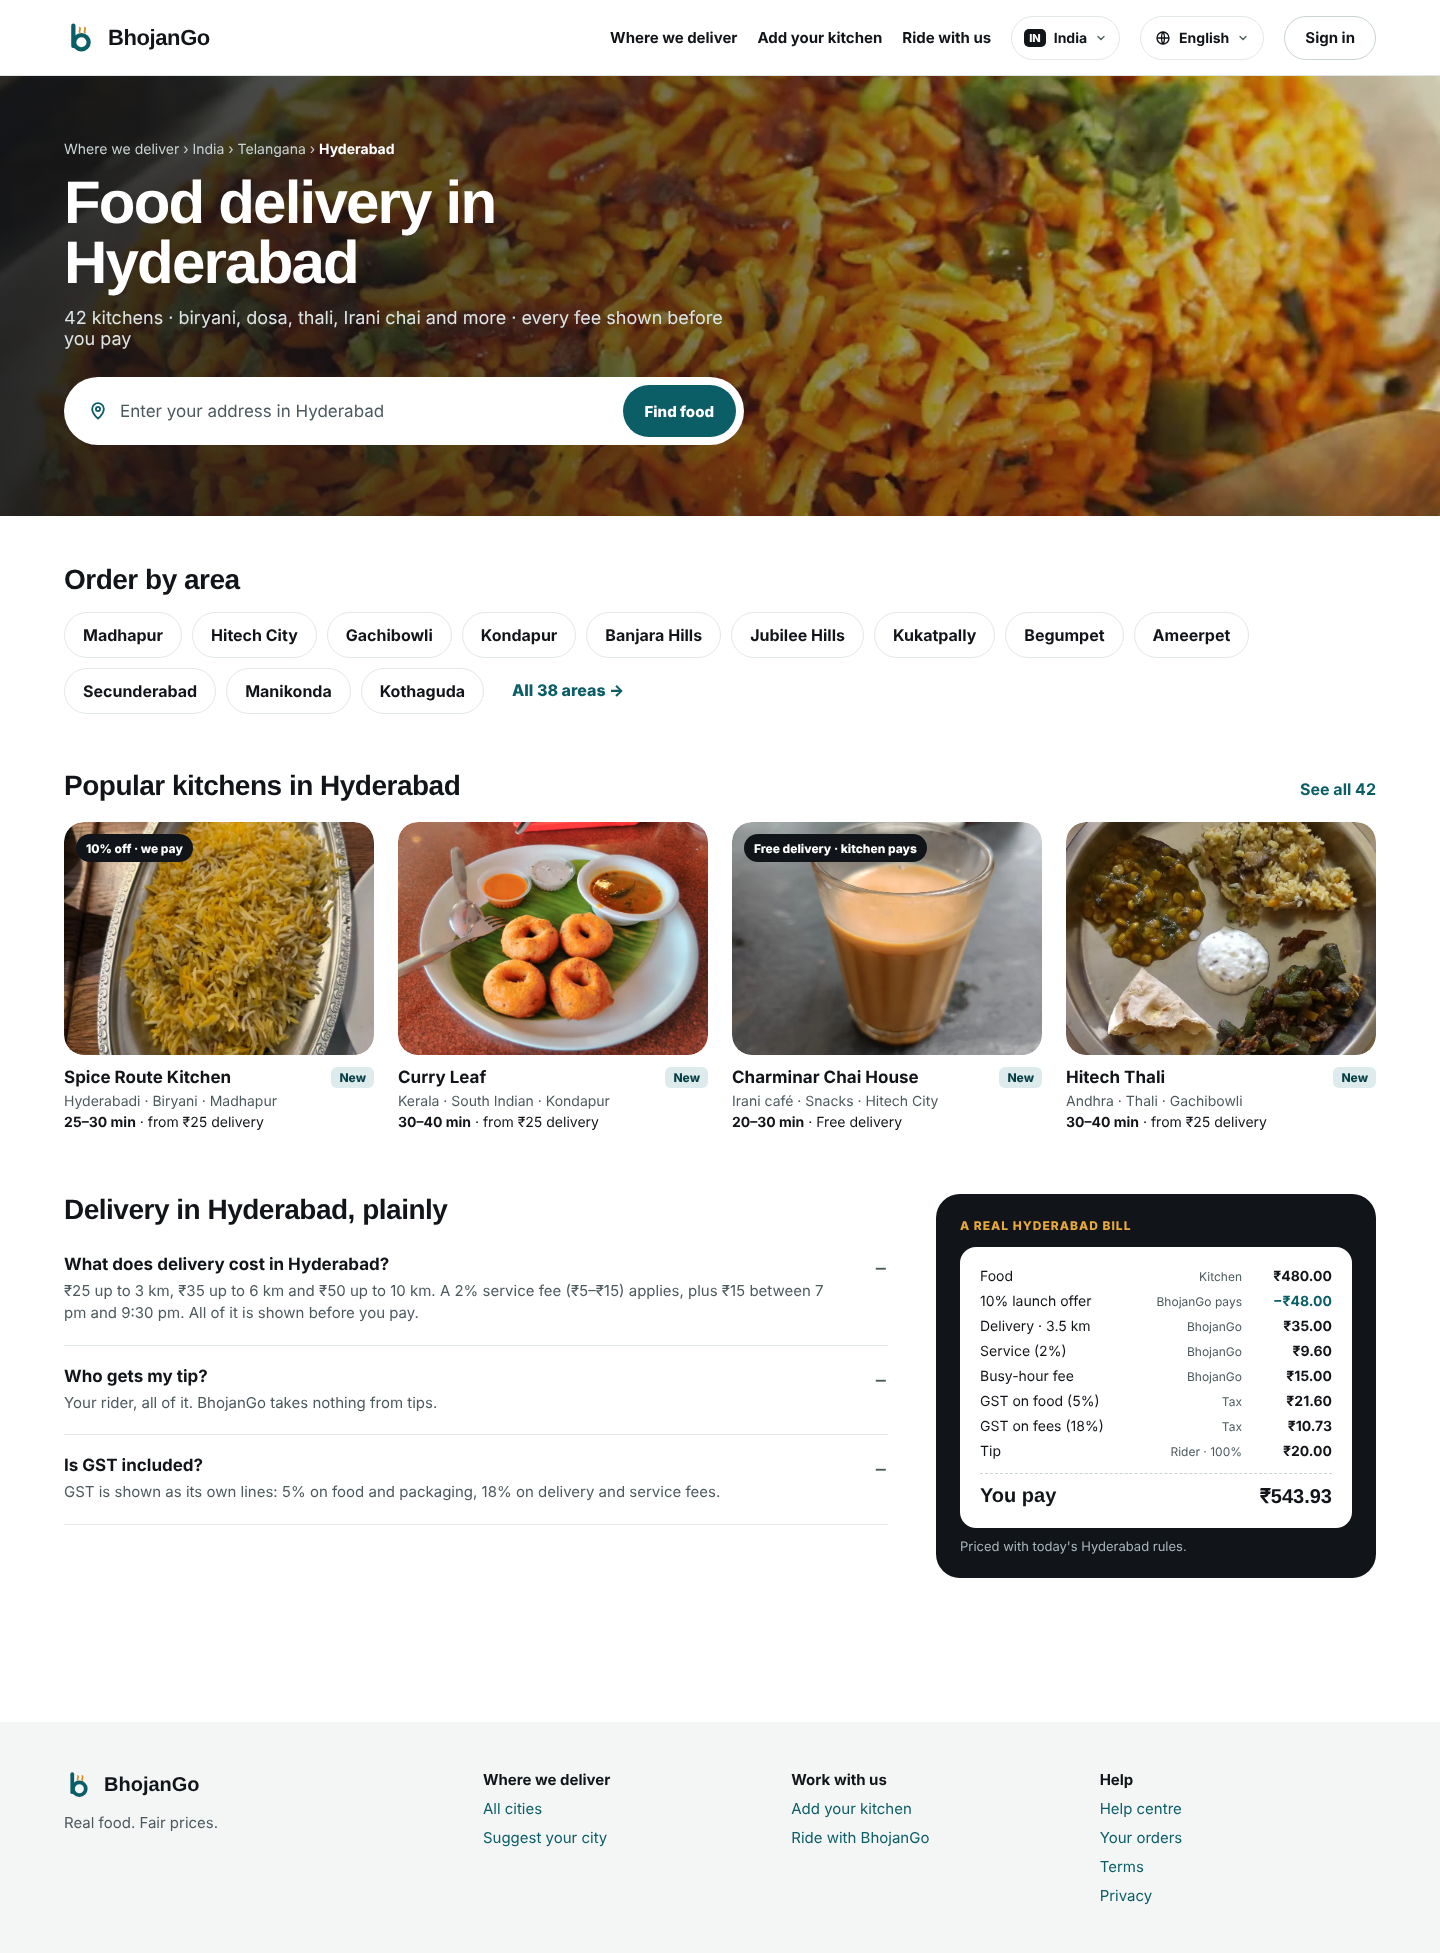 BhojanGo
Where we deliver
Add your kitchen
Ride with us
IN India
English
Sign in
Where we deliver › India › Telangana › Hyderabad
Food delivery in
Hyderabad
42 kitchens · biryani, dosa, thali, Irani chai and more · every fee shown before
you pay
Enter your address in Hyderabad
Find food
Order by area
Madhapur
Hitech City
Gachibowli
Kondapur
Banjara Hills
Jubilee Hills
Kukatpally
Begumpet
Ameerpet
Secunderabad
Manikonda
Kothaguda
All 38 areas →
Popular kitchens in Hyderabad
See all 42
10% off · we pay
Spice Route Kitchen
New
Hyderabadi · Biryani · Madhapur
25–30 min · from ₹25 delivery
Curry Leaf
New
Kerala · South Indian · Kondapur
30–40 min · from ₹25 delivery
Free delivery · kitchen pays
Charminar Chai House
New
Irani café · Snacks · Hitech City
20–30 min · Free delivery
Hitech Thali
New
Andhra · Thali · Gachibowli
30–40 min · from ₹25 delivery
Delivery in Hyderabad, plainly
What does delivery cost in Hyderabad?
₹25 up to 3 km, ₹35 up to 6 km and ₹50 up to 10 km. A 2% service fee (₹5–₹15) applies, plus ₹15 between 7
pm and 9:30 pm. All of it is shown before you pay.
Who gets my tip?
Your rider, all of it. BhojanGo takes nothing from tips.
Is GST included?
GST is shown as its own lines: 5% on food and packaging, 18% on delivery and service fees.
A REAL HYDERABAD BILL
Food Kitchen ₹480.00
10% launch offer BhojanGo pays −₹48.00
Delivery · 3.5 km BhojanGo ₹35.00
Service (2%) BhojanGo ₹9.60
Busy-hour fee BhojanGo ₹15.00
GST on food (5%) Tax ₹21.60
GST on fees (18%) Tax ₹10.73
Tip Rider · 100% ₹20.00
You pay ₹543.93
Priced with today's Hyderabad rules.
BhojanGo
Real food. Fair prices.
Where we deliver
All cities
Suggest your city
Work with us
Add your kitchen
Ride with BhojanGo
Help
Help centre
Your orders
Terms
Privacy